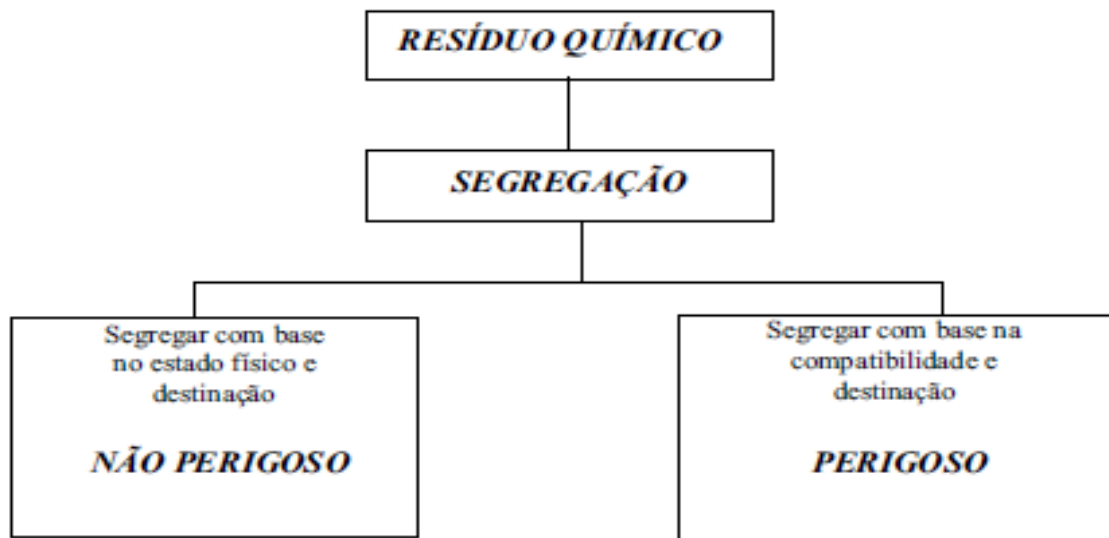 RESÍDUO QUÍMICO
SEGREGAÇÃO
Segregar com base
no estado físico e
destinação
NÃO PERIGOSO
Segregar com base na
compatibilidade e
destinação
PERIGOSO